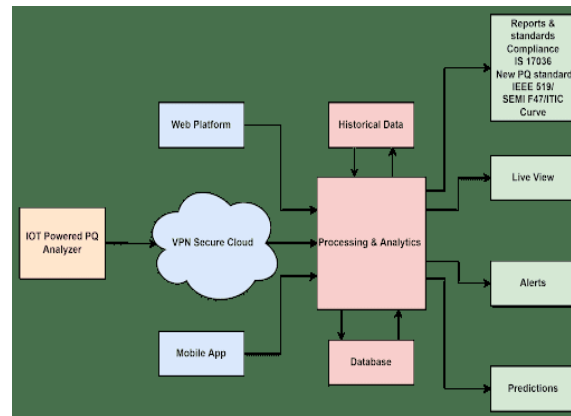 Reports &
standards
Compliance
IS 17036
New PQ standard
IEEE 519/
SEMI F47/ITIC
Curve
Web Platform
Historical Data
Live View
IOT Powered PQ
Analyzer
VPN Secure Cloud
Processing & Analytics
Alerts
Mobile App
Database
Predictions